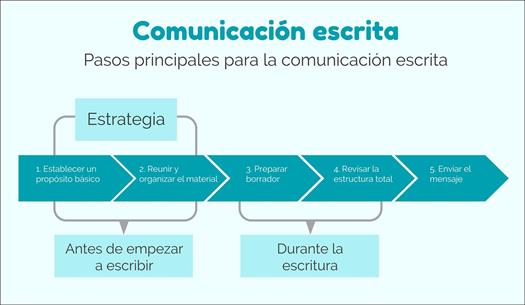 Comunicación escrita
Pasos principales para la comunicación escrita
Estrategia
1. Establecer un
propósito básico
2. Reunir y
organizar el material
3. Preparar
borrador
4. Revisar la
estructura total
5. Enviar el
mensaje
Antes de empezar
a escribir
Durante la
escritura